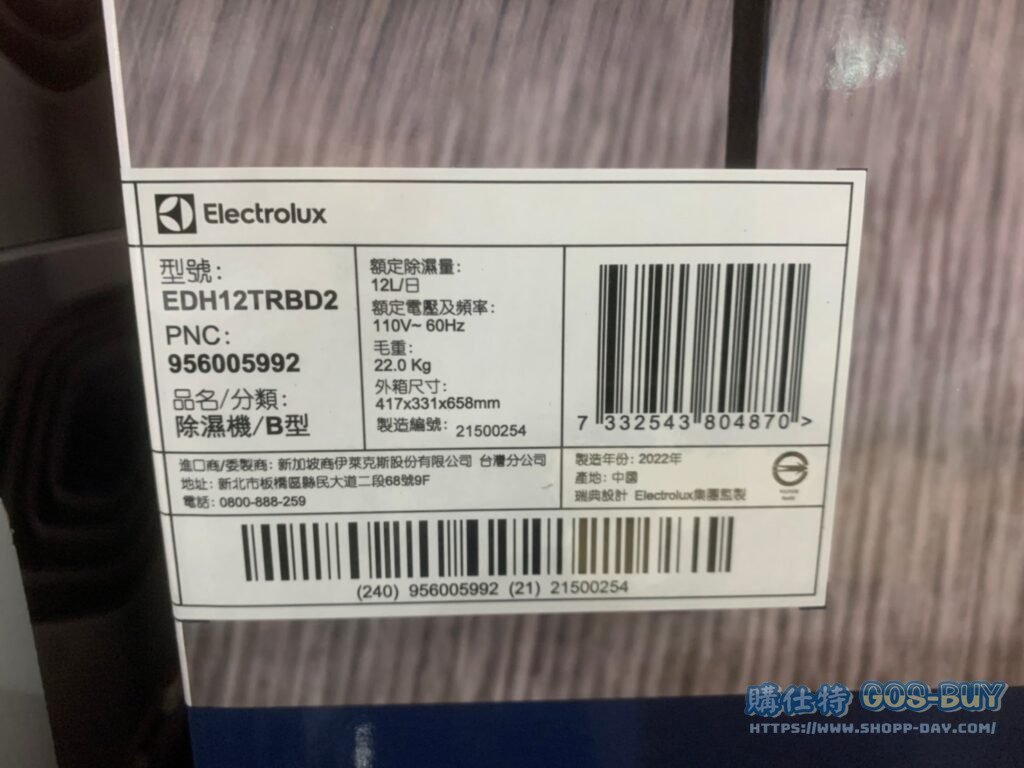 Electrolux
型號:
EDH12TRBD2
PNC:
956005992
品名/分類:
除濕機/B型
額定除濕量:
12L/日
額定電壓及頻率:
110V~ 60Hz
毛重:
22.0 Kg
外箱尺寸:
417x331x658mm
製造編號: 21500254
7 332543 804870 >
進口商/委製商: 新加坡商伊萊克斯股份有限公司 台灣分公司
地址: 新北市板橋區縣民大道二段68號9F
電話: 0800-888-259
製造年份: 2022年
產地: 中國
瑞典設計 Electrolux集團監製
(240) 956005992 (21) 21500254
購仕特 GOS-BUY
HTTPS://WWW.SHOPP-DAY.COM/